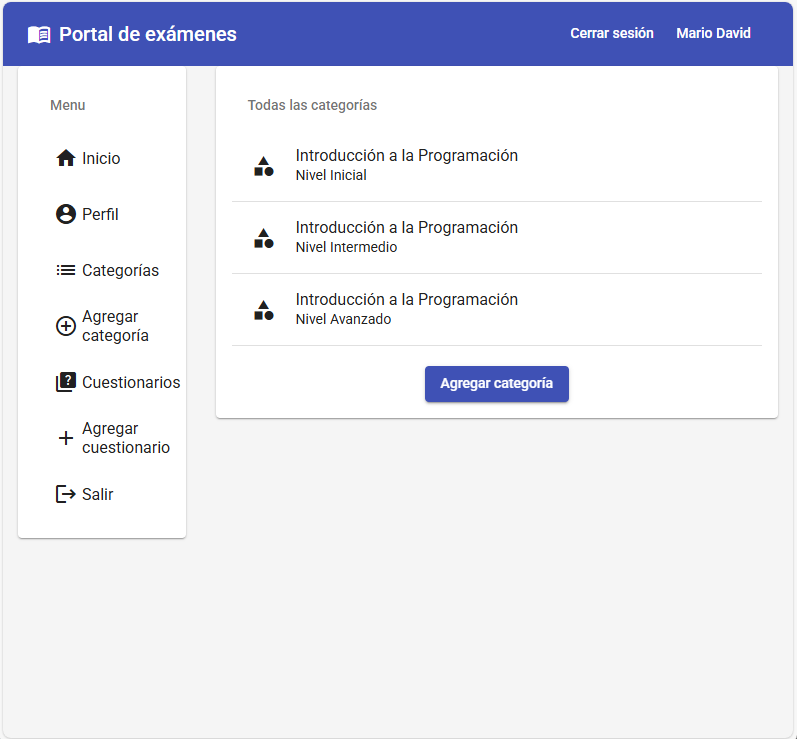 Portal de exámenes
Cerrar sesión
Mario David
Menu
Inicio
Perfil
Categorías
Agregar
categoría
?
Cuestionarios
Agregar
cuestionario
Salir
Todas las categorías
Introducción a la Programación
Nivel Inicial
Introducción a la Programación
Nivel Intermedio
Introducción a la Programación
Nivel Avanzado
Agregar categoría